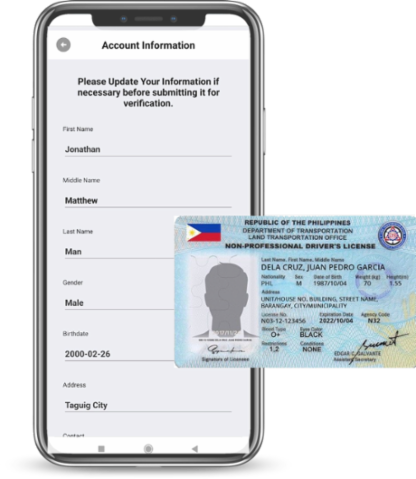 Account Information
Please Update Your Information if
necessary before submitting it for
verification.
First Name
Jonathan
Middle Name
Matthew
Last Name
Man
Gender
Male
Birthdate
2000-02-26
Address
Taguig City
Contact
REPUBLIC OF THE PHILIPPINES
DEPARTMENT OF TRANSPORTATION
LAND TRANSPORTATION OFFICE
NON-PROFESSIONAL DRIVER'S LICENSE
Last Name, First Name, Middle Name
DELA CRUZ, JUAN PEDRO GARCIA
Nationality Sex Date of Birth Weight (kg) Height(m)
PHL M 1987/10/04 70 1.55
Address
UNIT/HOUSE NO. BUILDING, STREET NAME,
BARANGAY, CITY/MUNICIPALITY
License No. Expiration Date Agency Code
N03-12-123456 2022/10/04 N32
Blood Type Eyes Color
O+ BLACK
Restrictions Conditions
1,2 NONE
Signature of Licensee
EDGAR C. GALVANTE
Assistant Secretary